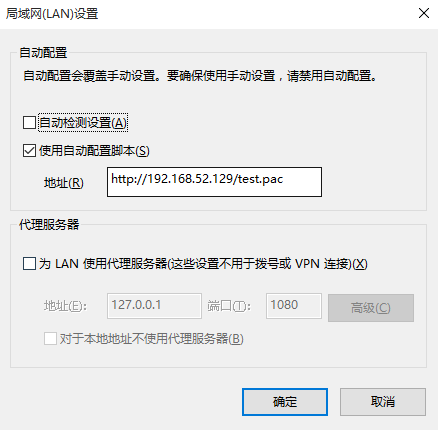 局域网(LAN)设置
自动配置
自动配置会覆盖手动设置。要确保使用手动设置，请禁用自动配置。
自动检测设置(A)
使用自动配置脚本(S)
地址(R)
http://192.168.52.129/test.pac
代理服务器
为 LAN 使用代理服务器(这些设置不用于拨号或 VPN 连接)(X)
地址(E): 127.0.0.1 端口(T): 1080 高级(C)
对于本地地址不使用代理服务器(B)
确定 取消